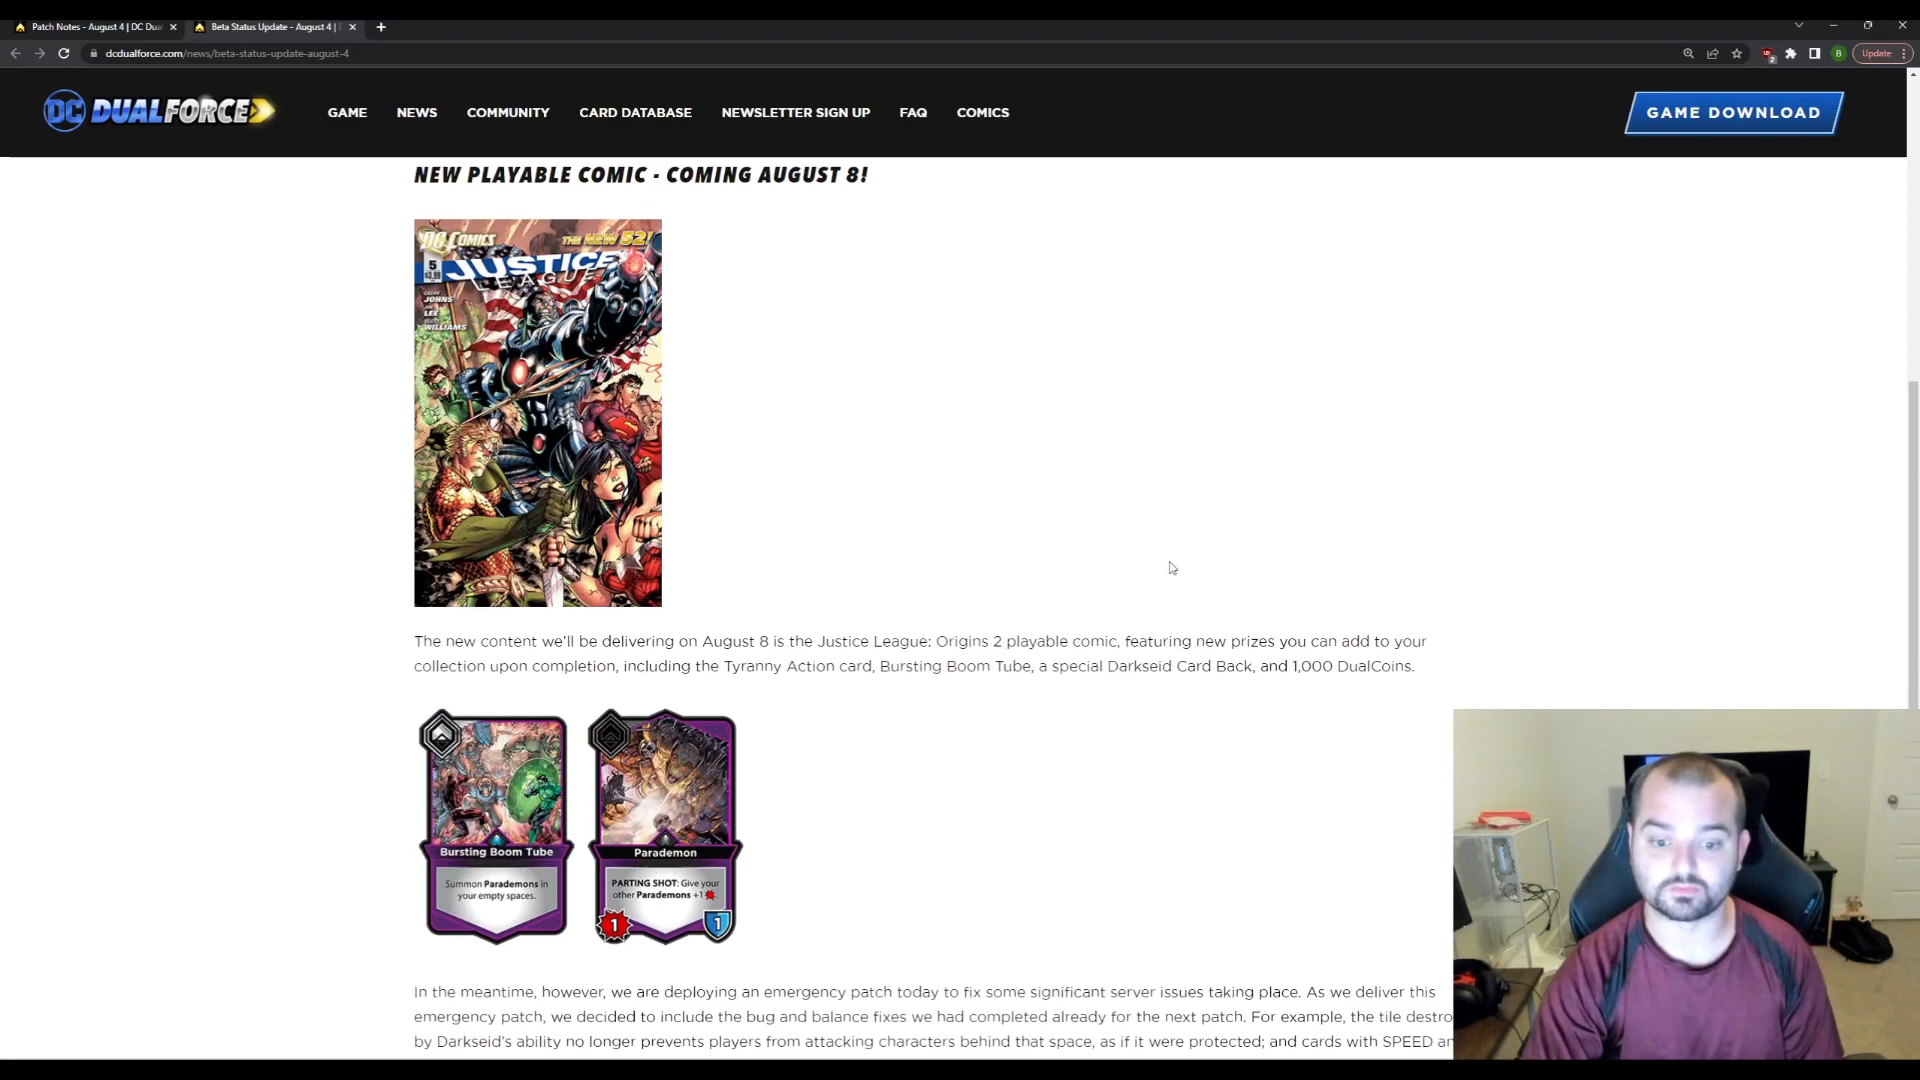 Patch Notes - August 4 | DC Dua
Beta Status Update - August 4 |
dcdualforce.com/news/beta-status-update-august-4
B
Update
2
DC DUALFORCE
GAME
NEWS
COMMUNITY
CARD DATABASE
NEWSLETTER SIGN UP
FAQ
COMICS
GAME DOWNLOAD
NEW PLAYABLE COMIC - COMING AUGUST 8!
DC COMICS
THE NEW 52!
5
$3.99
JUSTICE
LEAGUE
GEOFF
JOHNS
JIM
LEE
SCOTT
WILLIAMS
The new content we'll be delivering on August 8 is the Justice League: Origins 2 playable comic, featuring new prizes you can add to your
collection upon completion, including the Tyranny Action card, Bursting Boom Tube, a special Darkseid Card Back, and 1,000 DualCoins.
Bursting Boom Tube
Summon Parademons in
your empty spaces.
Parademon
PARTING SHOT: Give your
other Parademons +1
1
1
In the meantime, however, we are deploying an emergency patch today to fix some significant server issues taking place. As we deliver this
emergency patch, we decided to include the bug and balance fixes we had completed already for the next patch. For example, the tile destro
by Darkseid's ability no longer prevents players from attacking characters behind that space, as if it were protected; and cards with SPEED an